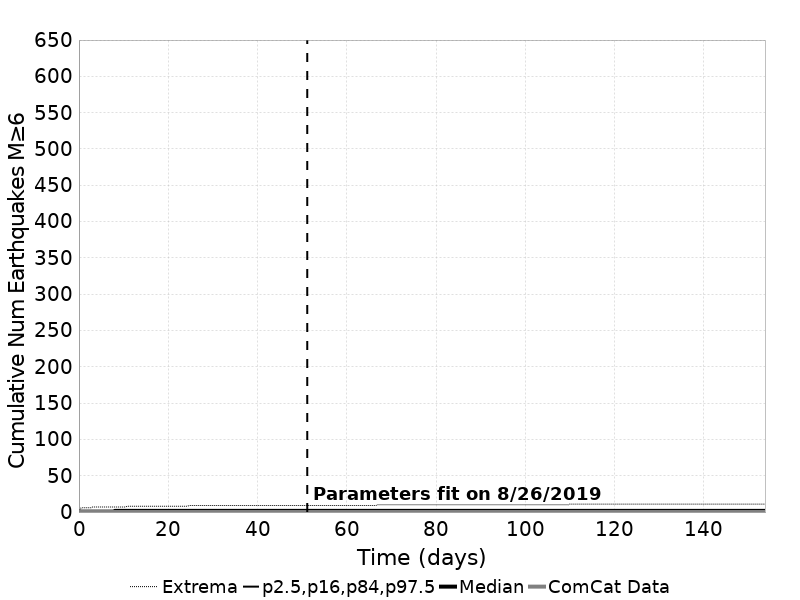 Cumulative Num Earthquakes M≥6
650
600
550
500
450
400
350
300
250
200
150
100
50
0
Parameters fit on 8/26/2019
0 20 40 60 80 100 120 140
Time (days)
Extrema p2.5,p16,p84,p97.5 Median ComCat Data